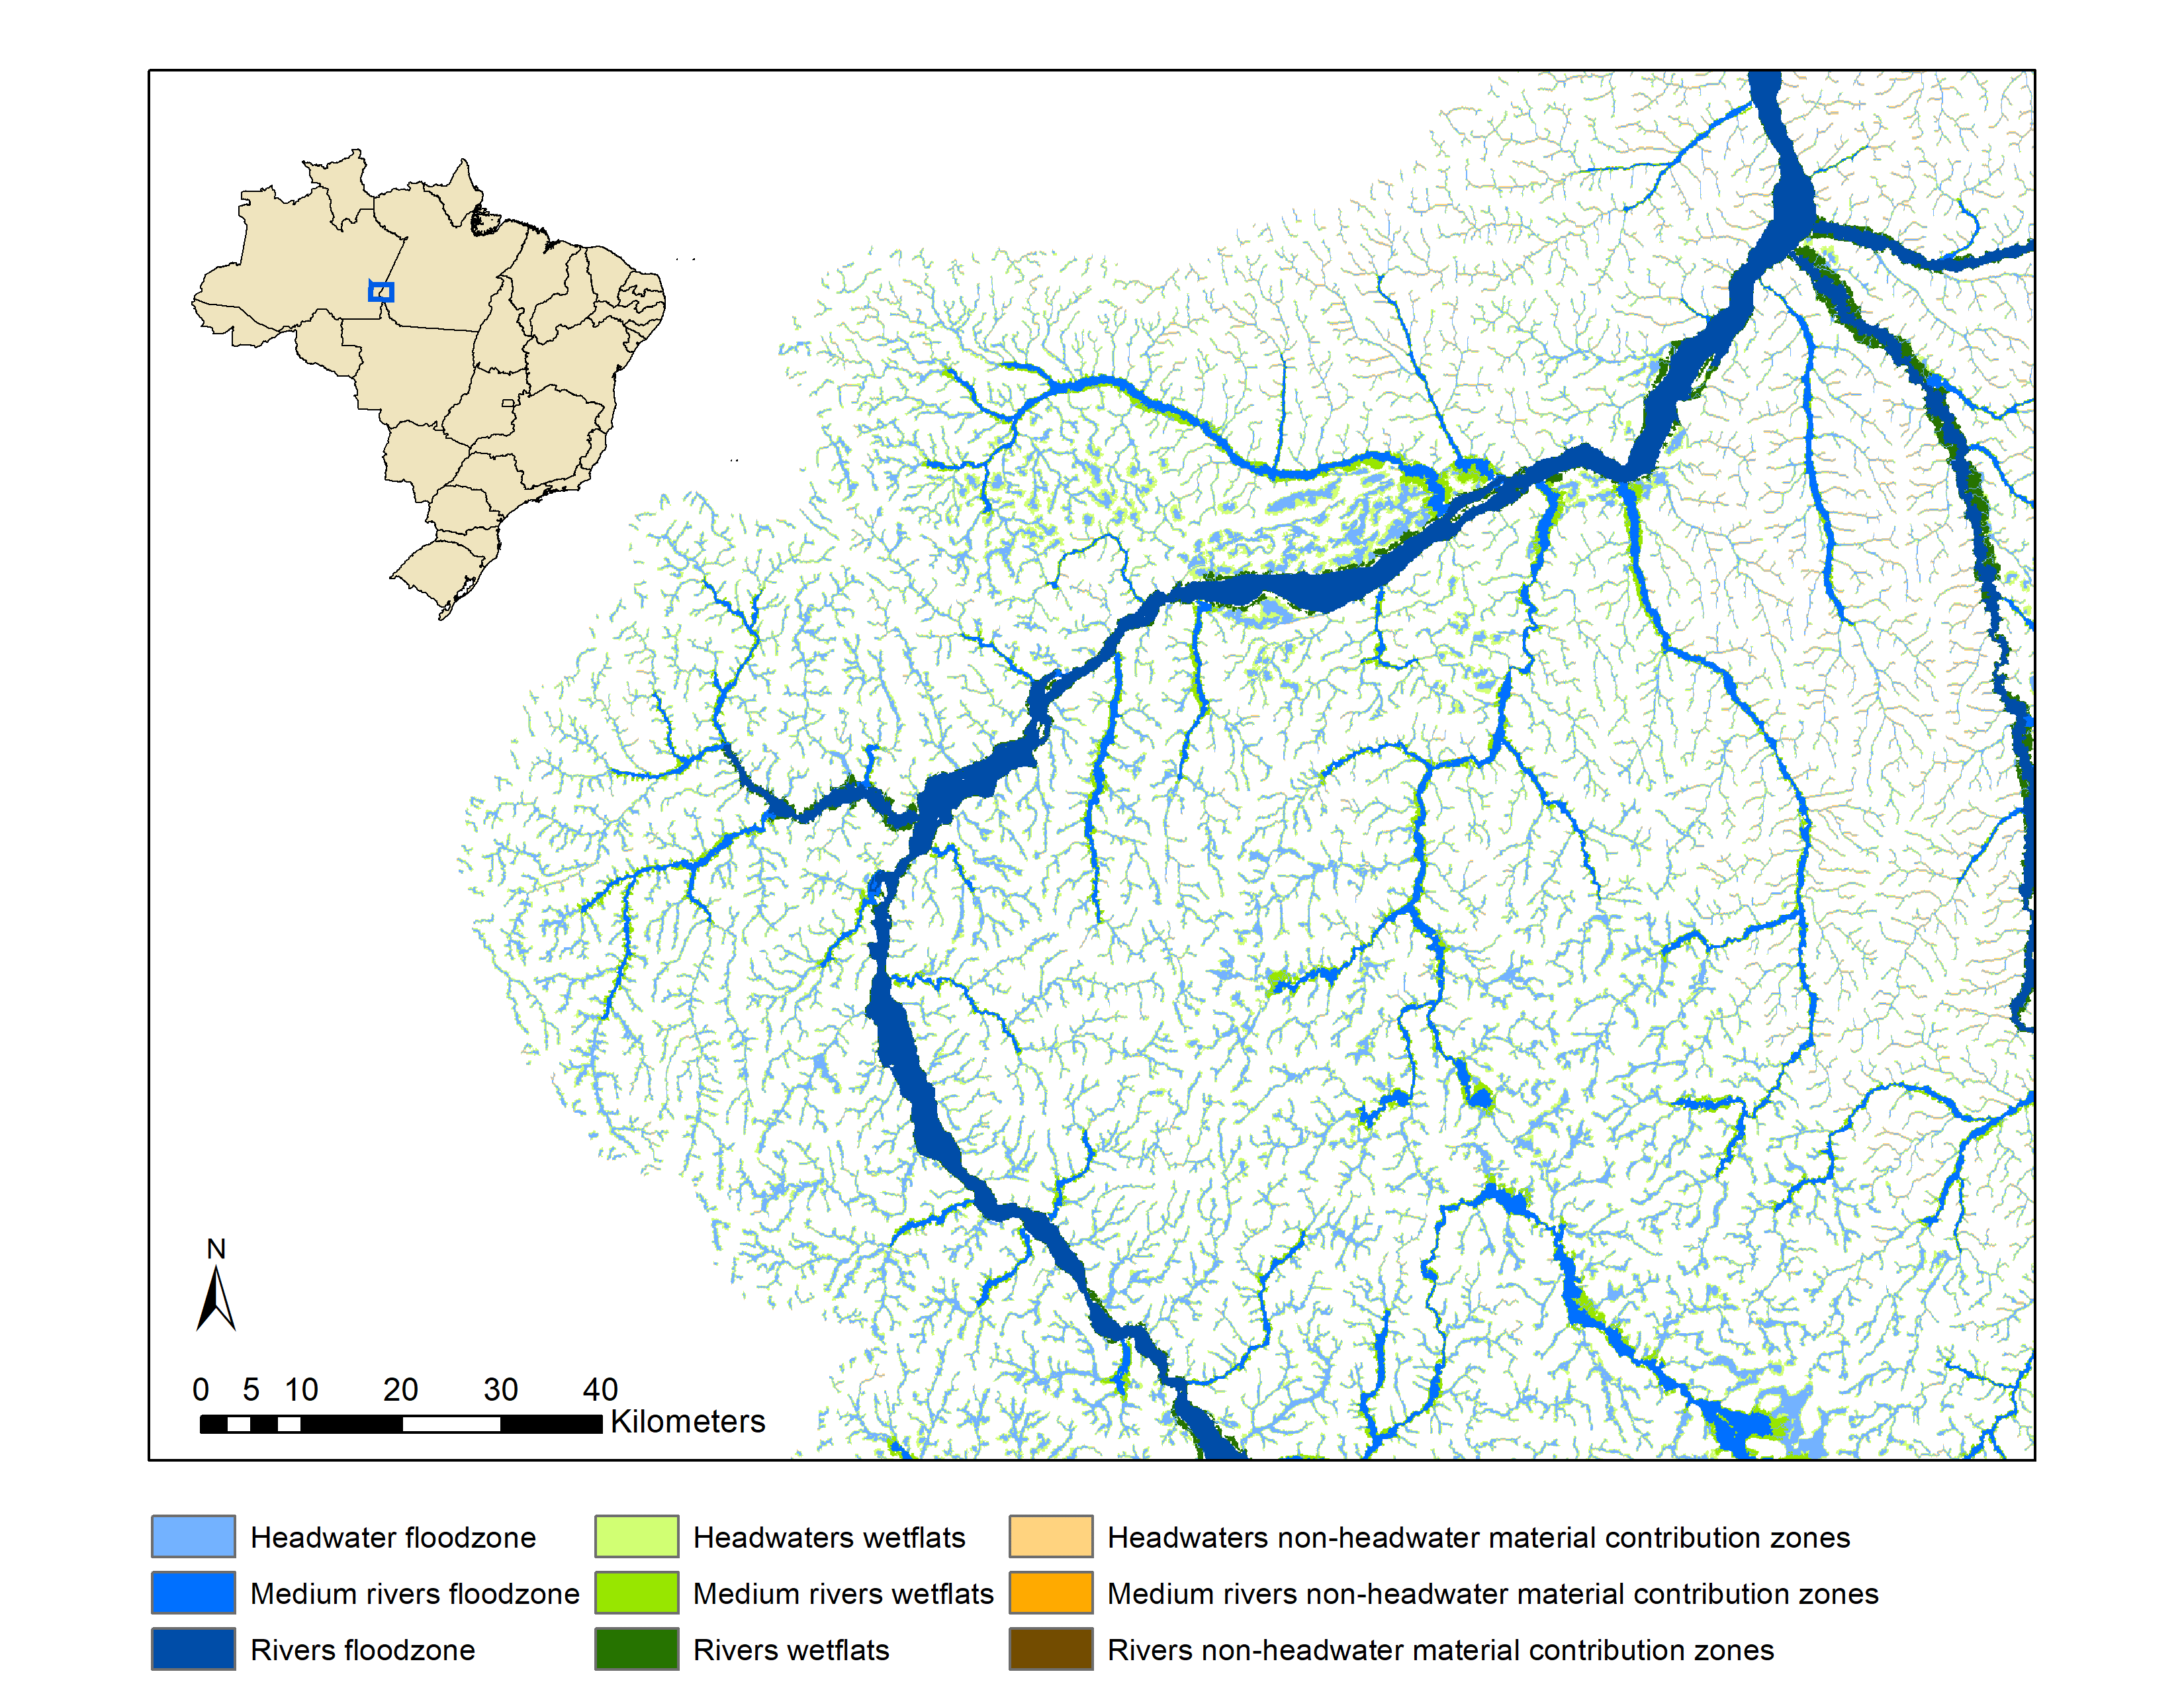 N
0 5 10 20 30 40
Kilometers
Headwater floodzone
Headwaters wetflats
Headwaters non-headwater material contribution zones
Medium rivers floodzone
Medium rivers wetflats
Medium rivers non-headwater material contribution zones
Rivers floodzone
Rivers wetflats
Rivers non-headwater material contribution zones